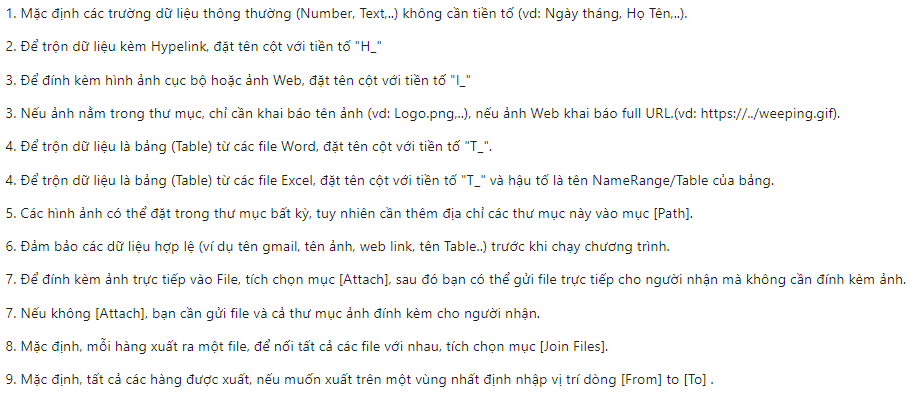 1. Mặc định các trường dữ liệu thông thường (Number, Text,..) không cần tiền tố (vd: Ngày tháng, Họ Tên,..).
2. Để trộn dữ liệu kèm Hypelink, đặt tên cột với tiền tố "H_"
3. Để đính kèm hình ảnh cục bộ hoặc ảnh Web, đặt tên cột với tiền tố "I_"
3. Nếu ảnh nằm trong thư mục, chỉ cần khai báo tên ảnh (vd: Logo.png,..), nếu ảnh Web khai báo full URL.(vd: https://../weeping.gif).
4. Để trộn dữ liệu là bảng (Table) từ các file Word, đặt tên cột với tiền tố "T_".
4. Để trộn dữ liệu là bảng (Table) từ các file Excel, đặt tên cột với tiền tố "T_" và hậu tố là tên NameRange/Table của bảng.
5. Các hình ảnh có thể đặt trong thư mục bất kỳ, tuy nhiên cần thêm địa chỉ các thư mục này vào mục [Path].
6. Đảm bảo các dữ liệu hợp lệ (ví dụ tên gmail, tên ảnh, web link, tên Table..) trước khi chạy chương trình.
7. Để đính kèm ảnh trực tiếp vào File, tích chọn mục [Attach], sau đó bạn có thể gửi file trực tiếp cho người nhận mà không cần đính kèm ảnh.
7. Nếu không [Attach], bạn cần gửi file và cả thư mục ảnh đính kèm cho người nhận.
8. Mặc định, mỗi hàng xuất ra một file, để nối tất cả các file với nhau, tích chọn mục [Join Files].
9. Mặc định, tất cả các hàng được xuất, nếu muốn xuất trên một vùng nhất định nhập vị trí dòng [From] to [To] .